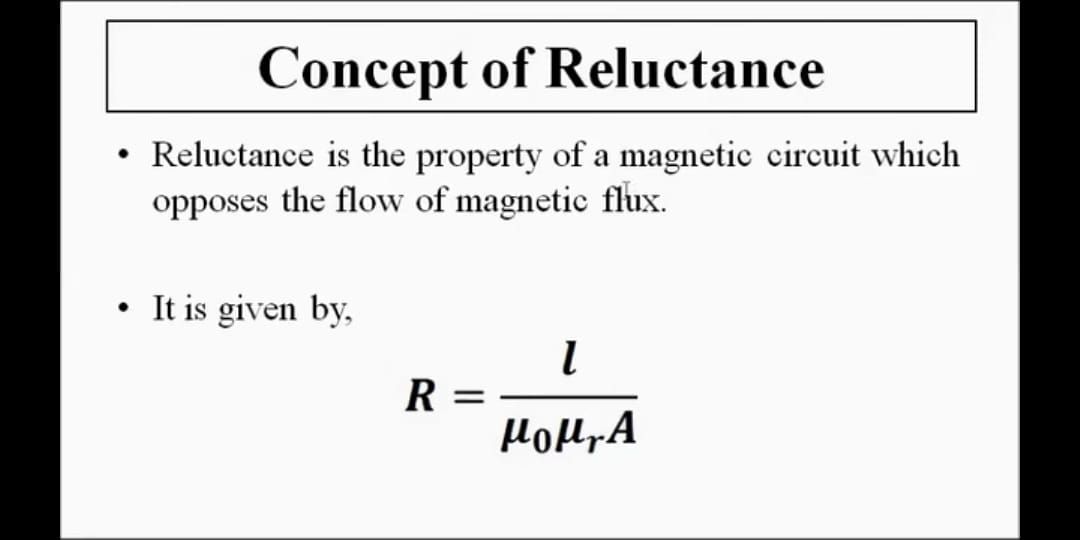 Concept of Reluctance
• Reluctance is the property of a magnetic circuit which
opposes the flow of magnetic flux.
• It is given by,
R = l / μ₀μᵣA